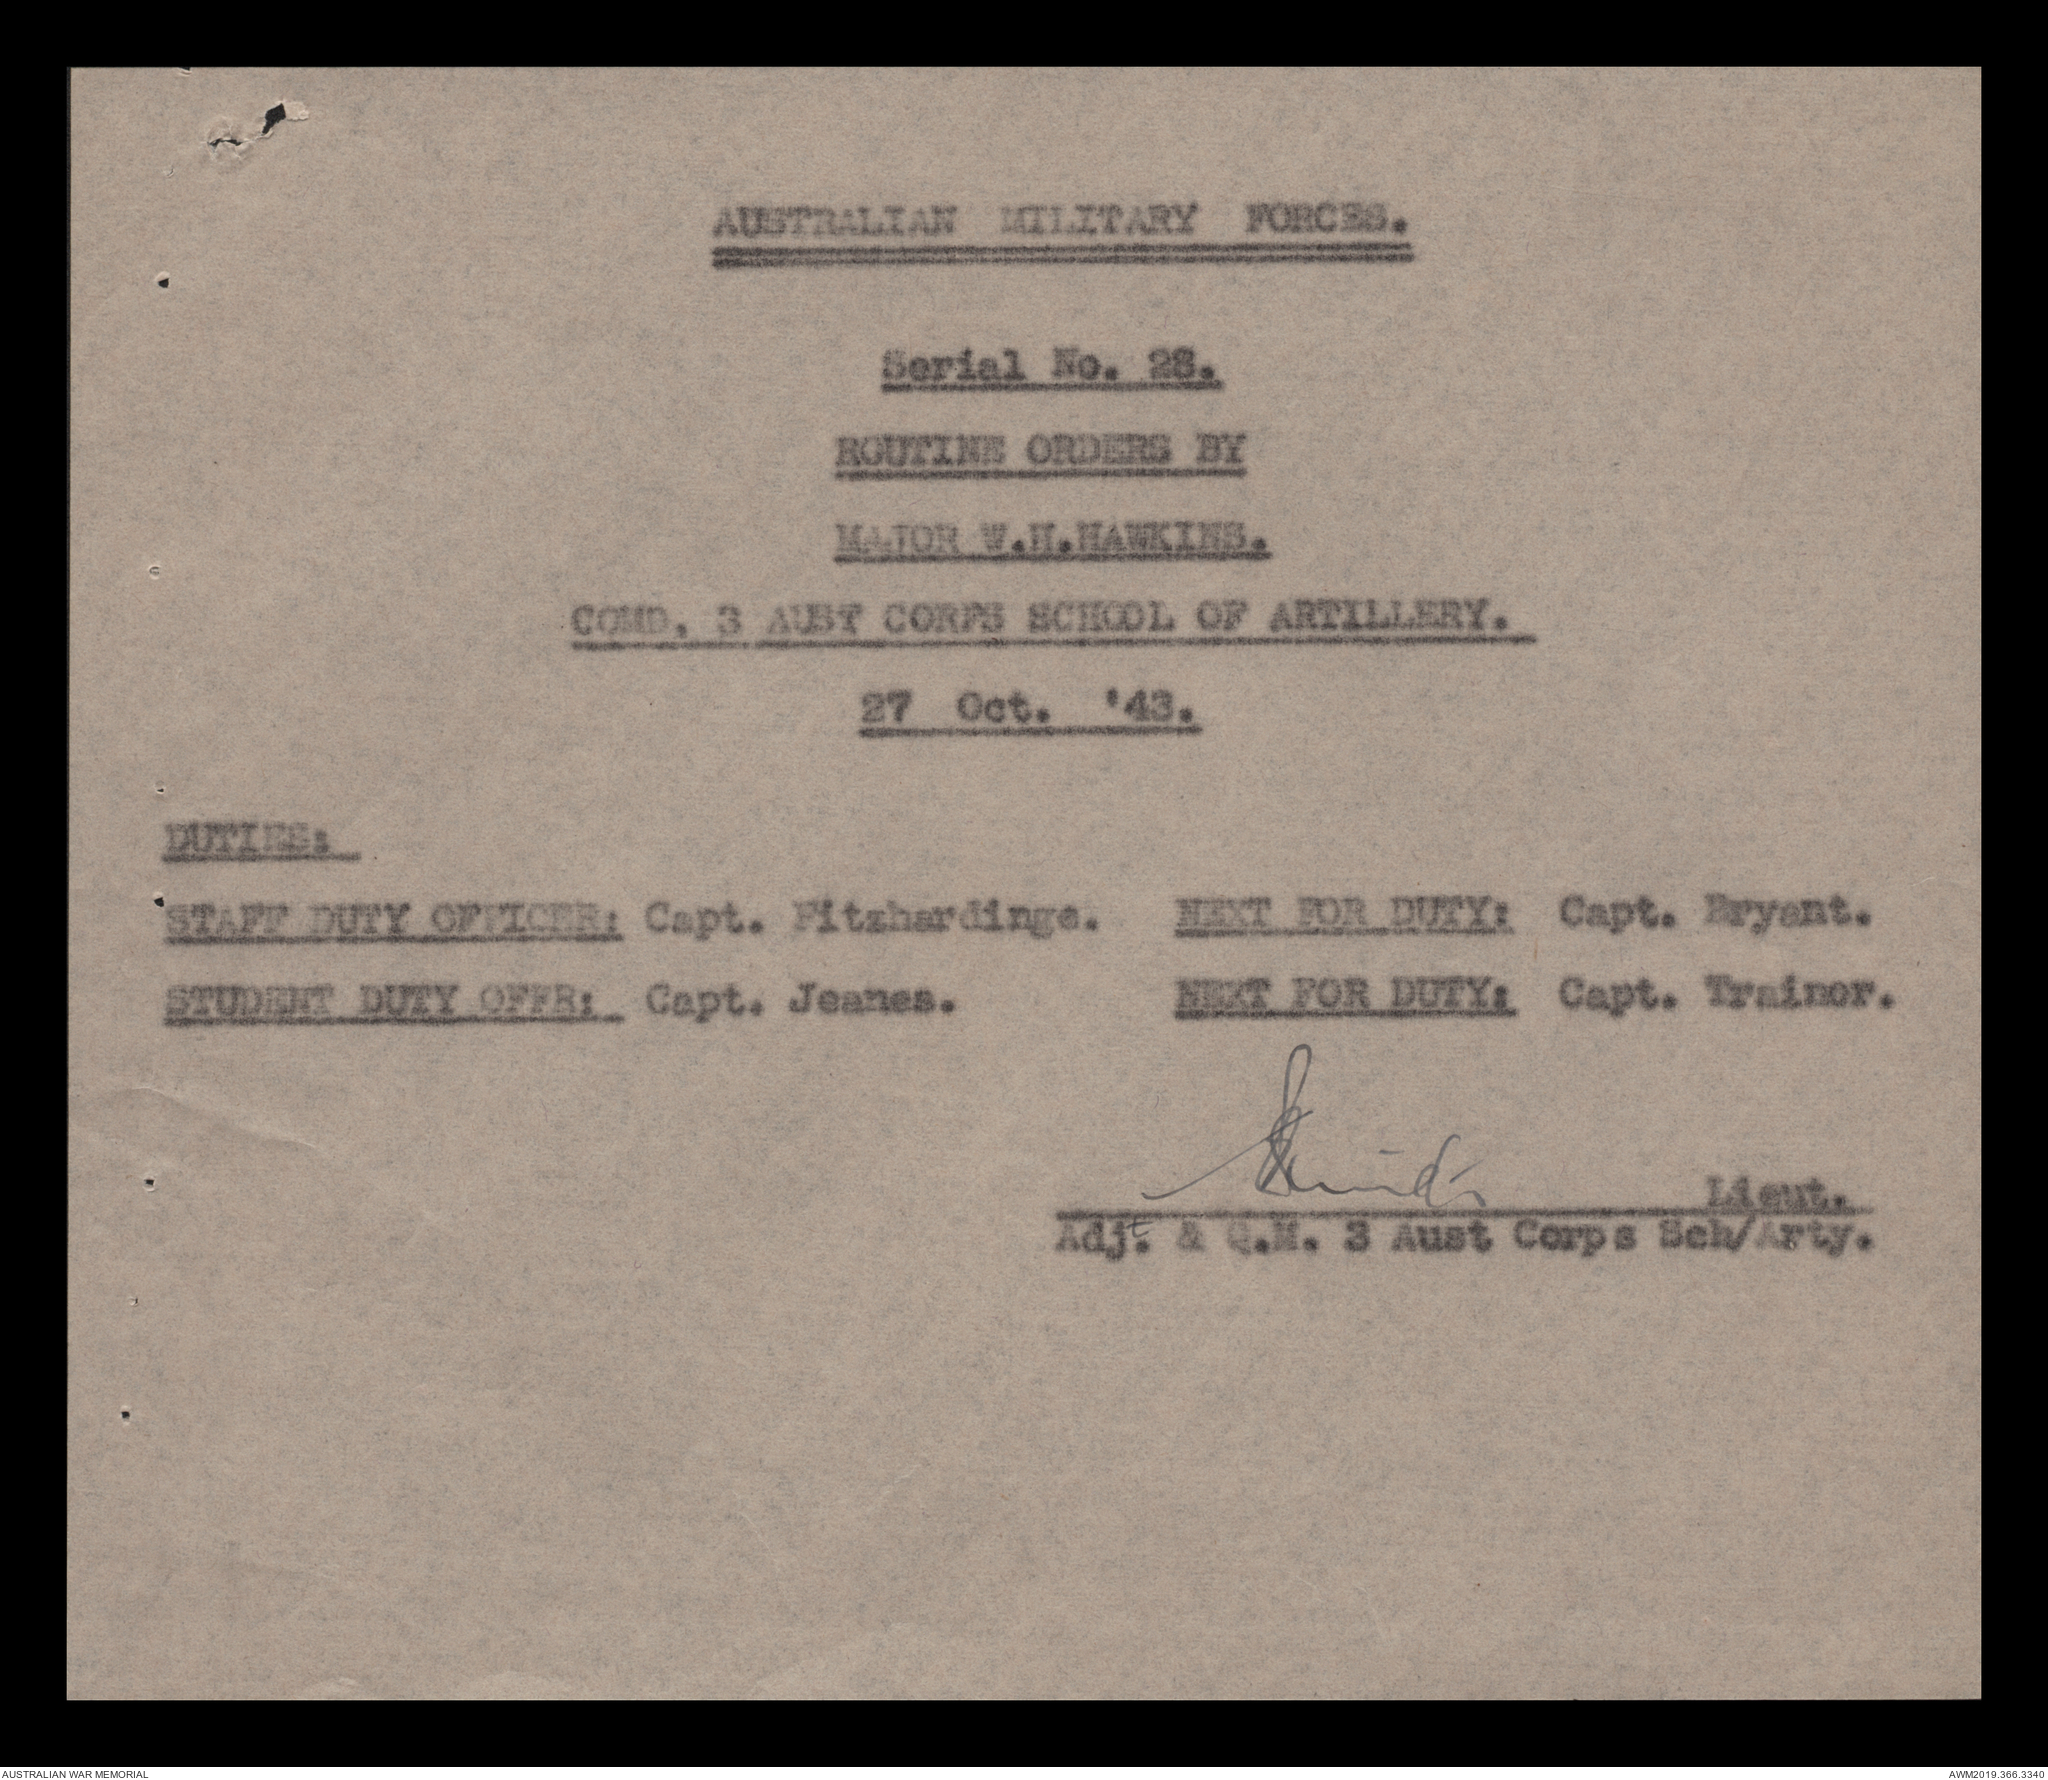 AUSTRALIAN MILITARY FORCES.
Serial No. 28.
ROUTINE ORDERS BY
MAJOR W.H.HAWKINS.
COMD. 3 AUST CORPS SCHOOL OF ARTILLERY.
27 Oct. '43.
DUTIES:
STAFF DUTY OFFICER: Capt. Fitzhardinge. NEXT FOR DUTY: Capt. Bryant.
STUDENT DUTY OFFR: Capt. Jeanes. NEXT FOR DUTY: Capt. Trainor.
Lieut.
Adjt. & Q.M. 3 Aust Corps Sch/Arty.
AUSTRALIAN WAR MEMORIAL AWM2019.366.3340